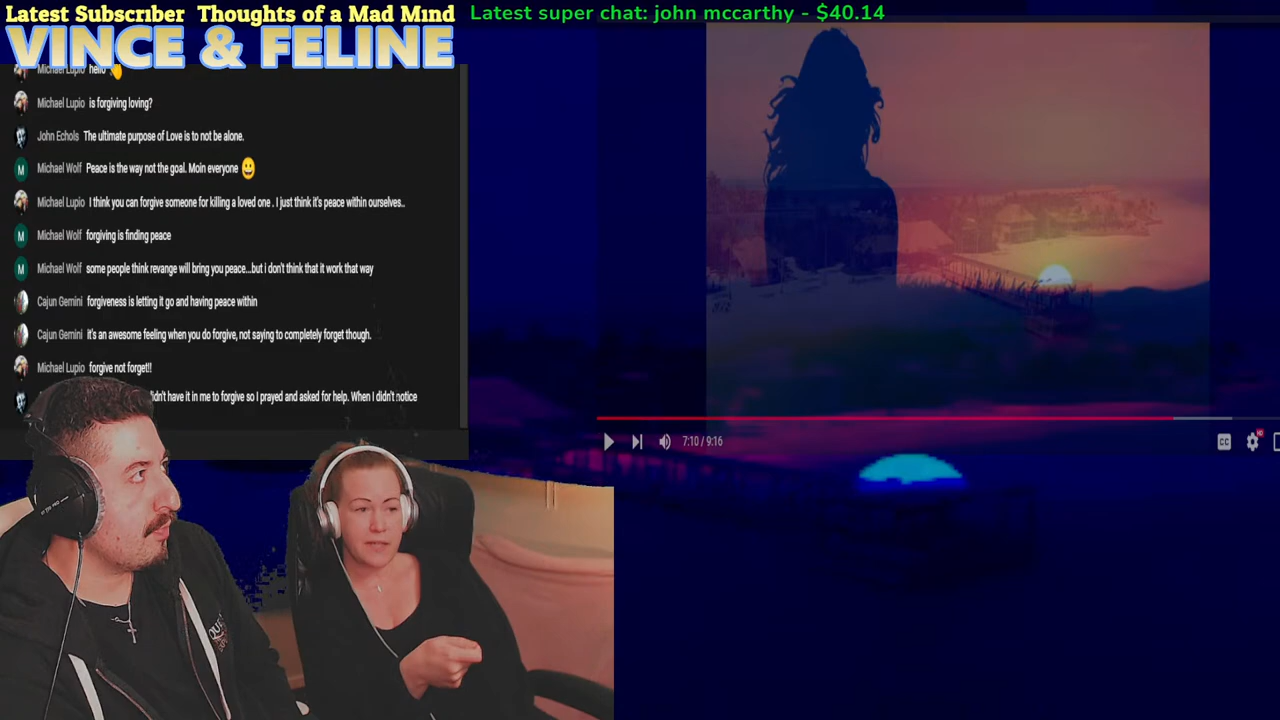 Latest Subscriber Thoughts of a Mad Mind
Latest super chat: john mccarthy - $40.14
VINCE & FELINE
Michael Lupio hello 👋
Michael Lupio is forgiving loving?
John Echols The ultimate purpose of Love is to not be alone.
M Michael Wolf Peace is the way not the goal. Moin everyone 😀
Michael Lupio I think you can forgive someone for killing a loved one . I just think it's peace within ourselves..
M Michael Wolf forgiving is finding peace
M Michael Wolf some people think revange will bring you peace...but i don't think that it work that way
Cajun Gemini forgiveness is letting it go and having peace within
Cajun Gemini it's an awesome feeling when you do forgive, not saying to completely forget though.
Michael Lupio forgive not forget!!
didn't have it in me to forgive so I prayed and asked for help. When I didn't notice
7:10 / 9:16
CC
HD